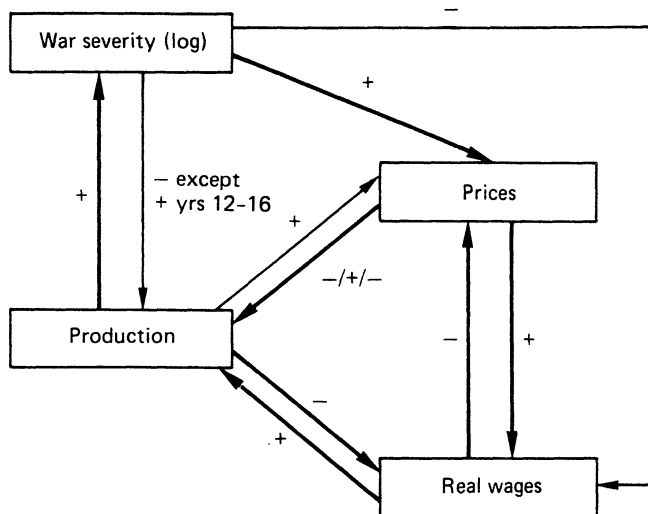 −
War severity (log)
+
+
− except
+ yrs 12–16
Prices
+
−/+/−
Production
−
+
−
+
Real wages